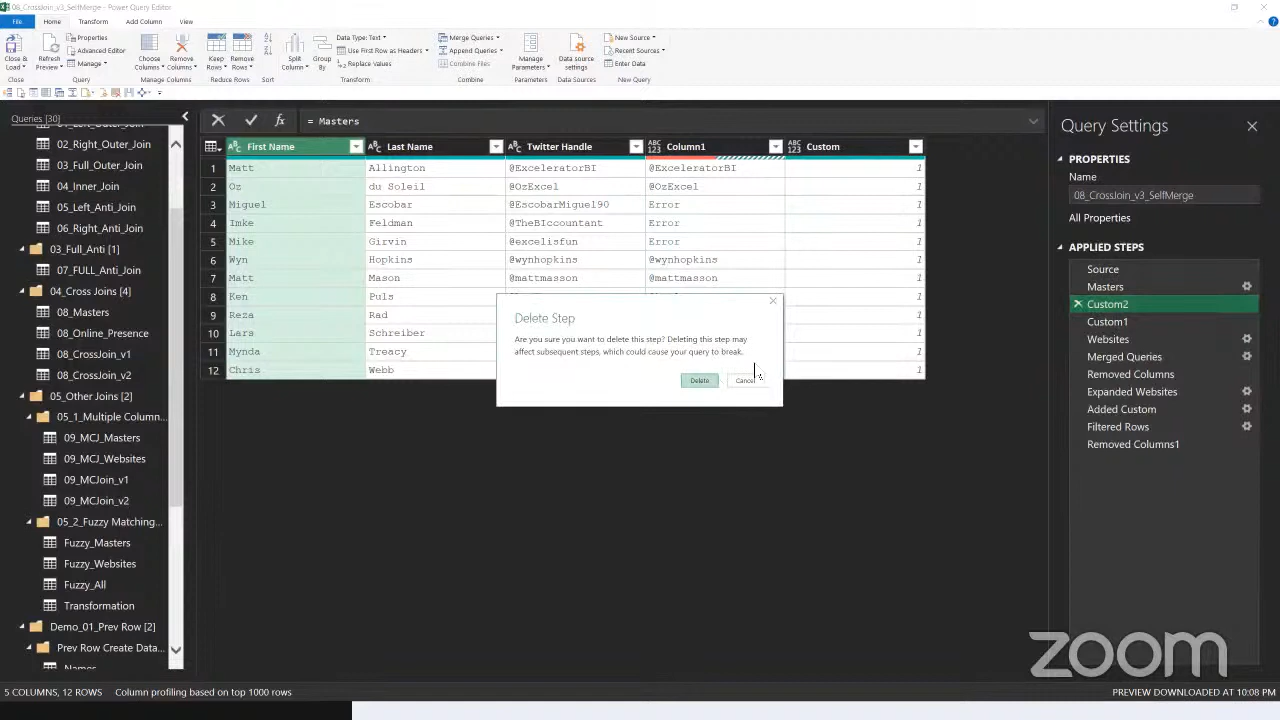 08_CrossJoin_v3_SelfMerge - Power Query Editor
File Home Transform Add Column View
Close & Load
Close
Refresh Preview
Properties
Advanced Editor
Manage
Query
Choose Columns
Remove Columns
Manage Columns
Keep Rows
Remove Rows
Reduce Rows
Sort
Split Column
Group By
Data Type: Text
Use First Row as Headers
Replace Values
Transform
Merge Queries
Append Queries
Combine Files
Combine
Manage Parameters
Parameters
Data source settings
Data Sources
New Source
Recent Sources
Enter Data
New Query
Queries [30]
02_Right_Outer_Join
03_Full_Outer_Join
04_Inner_Join
05_Left_Anti_Join
06_Right_Anti_Join
03_Full_Anti [1]
07_FULL_Anti_Join
04_Cross Joins [4]
08_Masters
08_Online_Presence
08_CrossJoin_v1
08_CrossJoin_v2
05_Other Joins [2]
05_1_Multiple Column...
09_MCJ_Masters
09_MCJ_Websites
09_MCJoin_v1
09_MCJoin_v2
05_2_Fuzzy Matching...
Fuzzy_Masters
Fuzzy_Websites
Fuzzy_All
Transformation
Demo_01_Prev Row [2]
Prev Row Create Data...
fx = Masters
First Name Last Name Twitter Handle Column1 Custom
1 Matt Allington @ExceleratorBI @ExceleratorBI 1
2 Oz du Soleil @OzExcel @OzExcel 1
3 Miguel Escobar @EscobarMiguel90 Error 1
4 Imke Feldman @TheBIccountant Error 1
5 Mike Girvin @excelisfun Error 1
6 Wyn Hopkins @wynhopkins @wynhopkins 1
7 Matt Mason @mattmasson @mattmasson 1
8 Ken Puls 1
9 Reza Rad 1
10 Lars Schreiber 1
11 Mynda Treacy 1
12 Chris Webb 1
Delete Step
Are you sure you want to delete this step? Deleting this step may
affect subsequent steps, which could cause your query to break.
Delete Cancel
Query Settings
PROPERTIES
Name
08_CrossJoin_v3_SelfMerge
All Properties
APPLIED STEPS
Source
Masters
Custom2
Custom1
Websites
Merged Queries
Removed Columns
Expanded Websites
Added Custom
Filtered Rows
Removed Columns1
zoom
5 COLUMNS, 12 ROWS Column profiling based on top 1000 rows
PREVIEW DOWNLOADED AT 10:08 PM